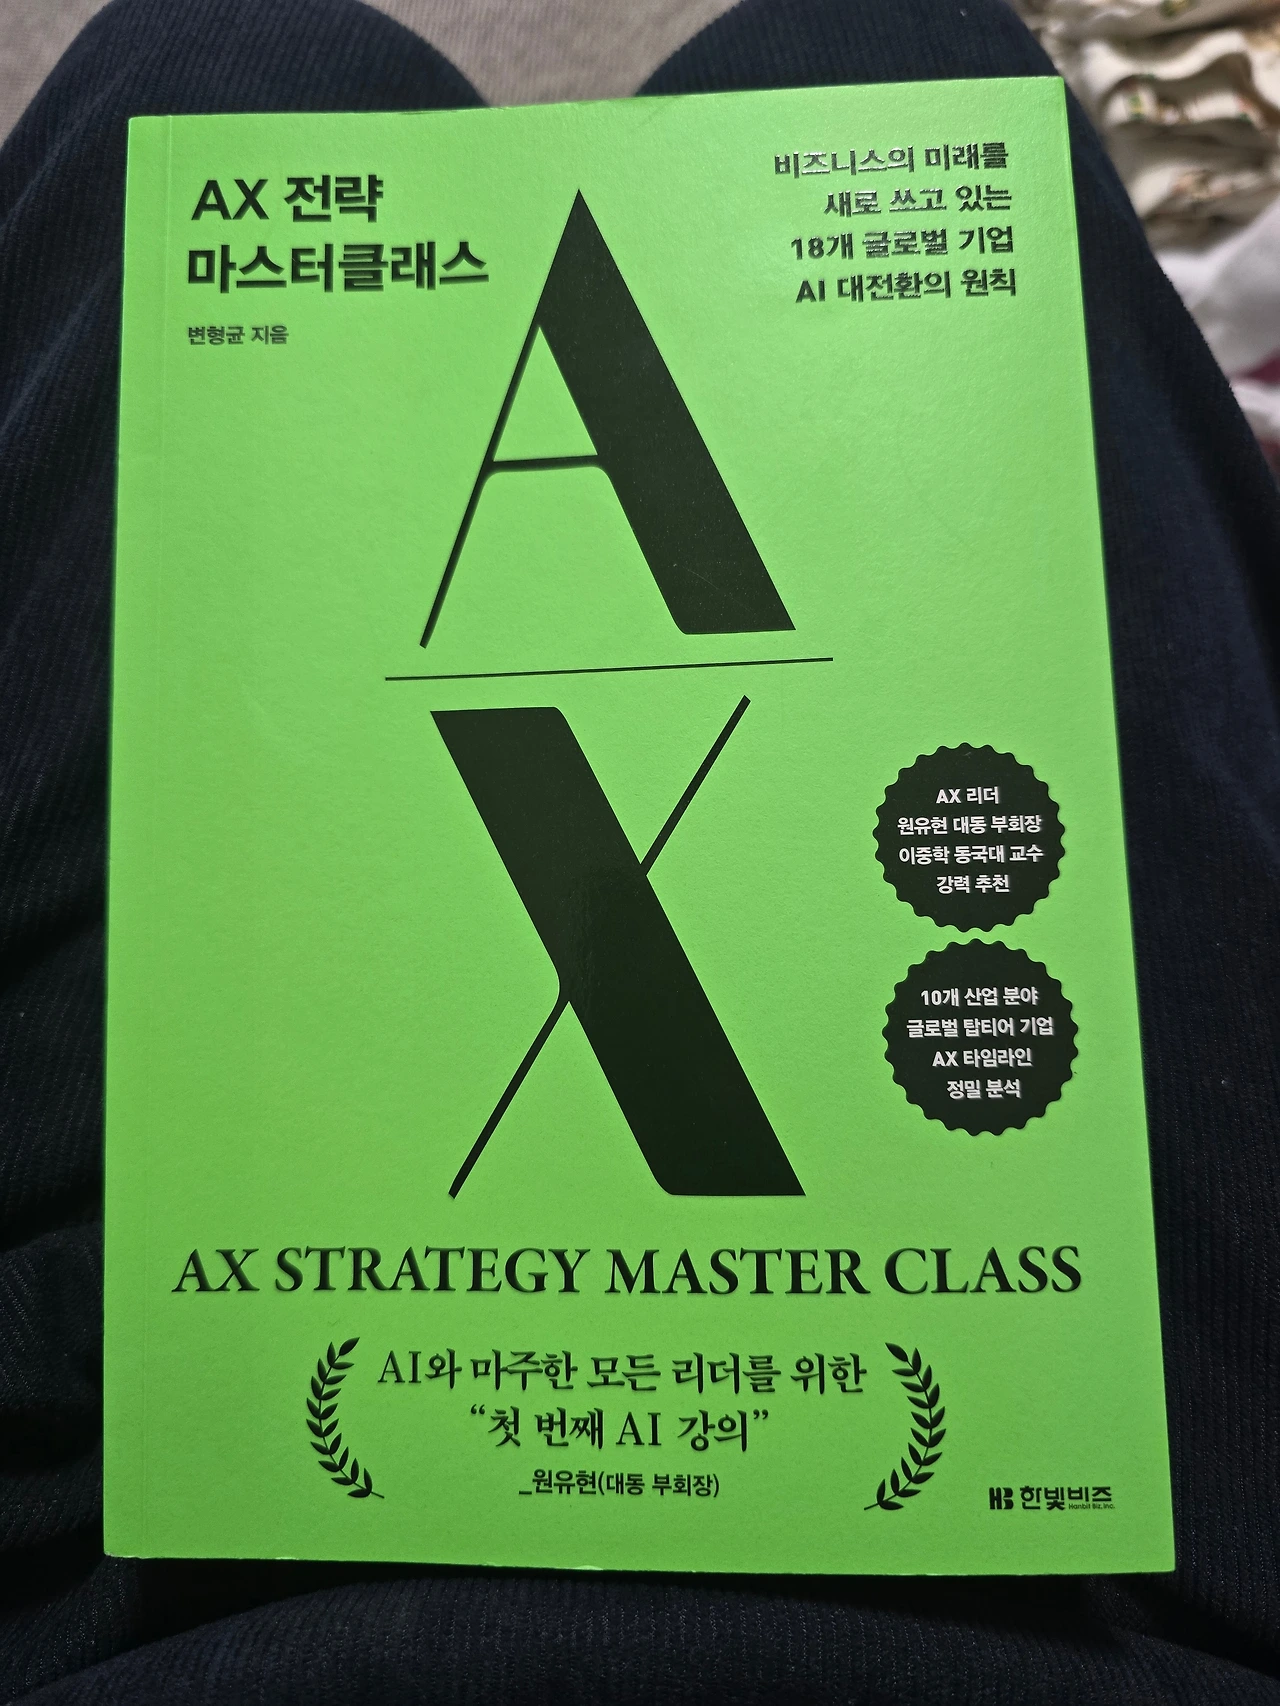 AX 전략
마스터클래스
변형균 지음
비즈니스의 미래를
새로 쓰고 있는
18개 글로벌 기업
AI 대전환의 원칙
A
X
AX 리더
원유현 대동 부회장
이중학 동국대 교수
강력 추천
10개 산업 분야
글로벌 탑티어 기업
AX 타임라인
정밀 분석
AX STRATEGY MASTER CLASS
AI와 마주한 모든 리더를 위한
“첫 번째 AI 강의”
_원유현(대동 부회장)
HB 한빛비즈
Hanbit Biz, Inc.